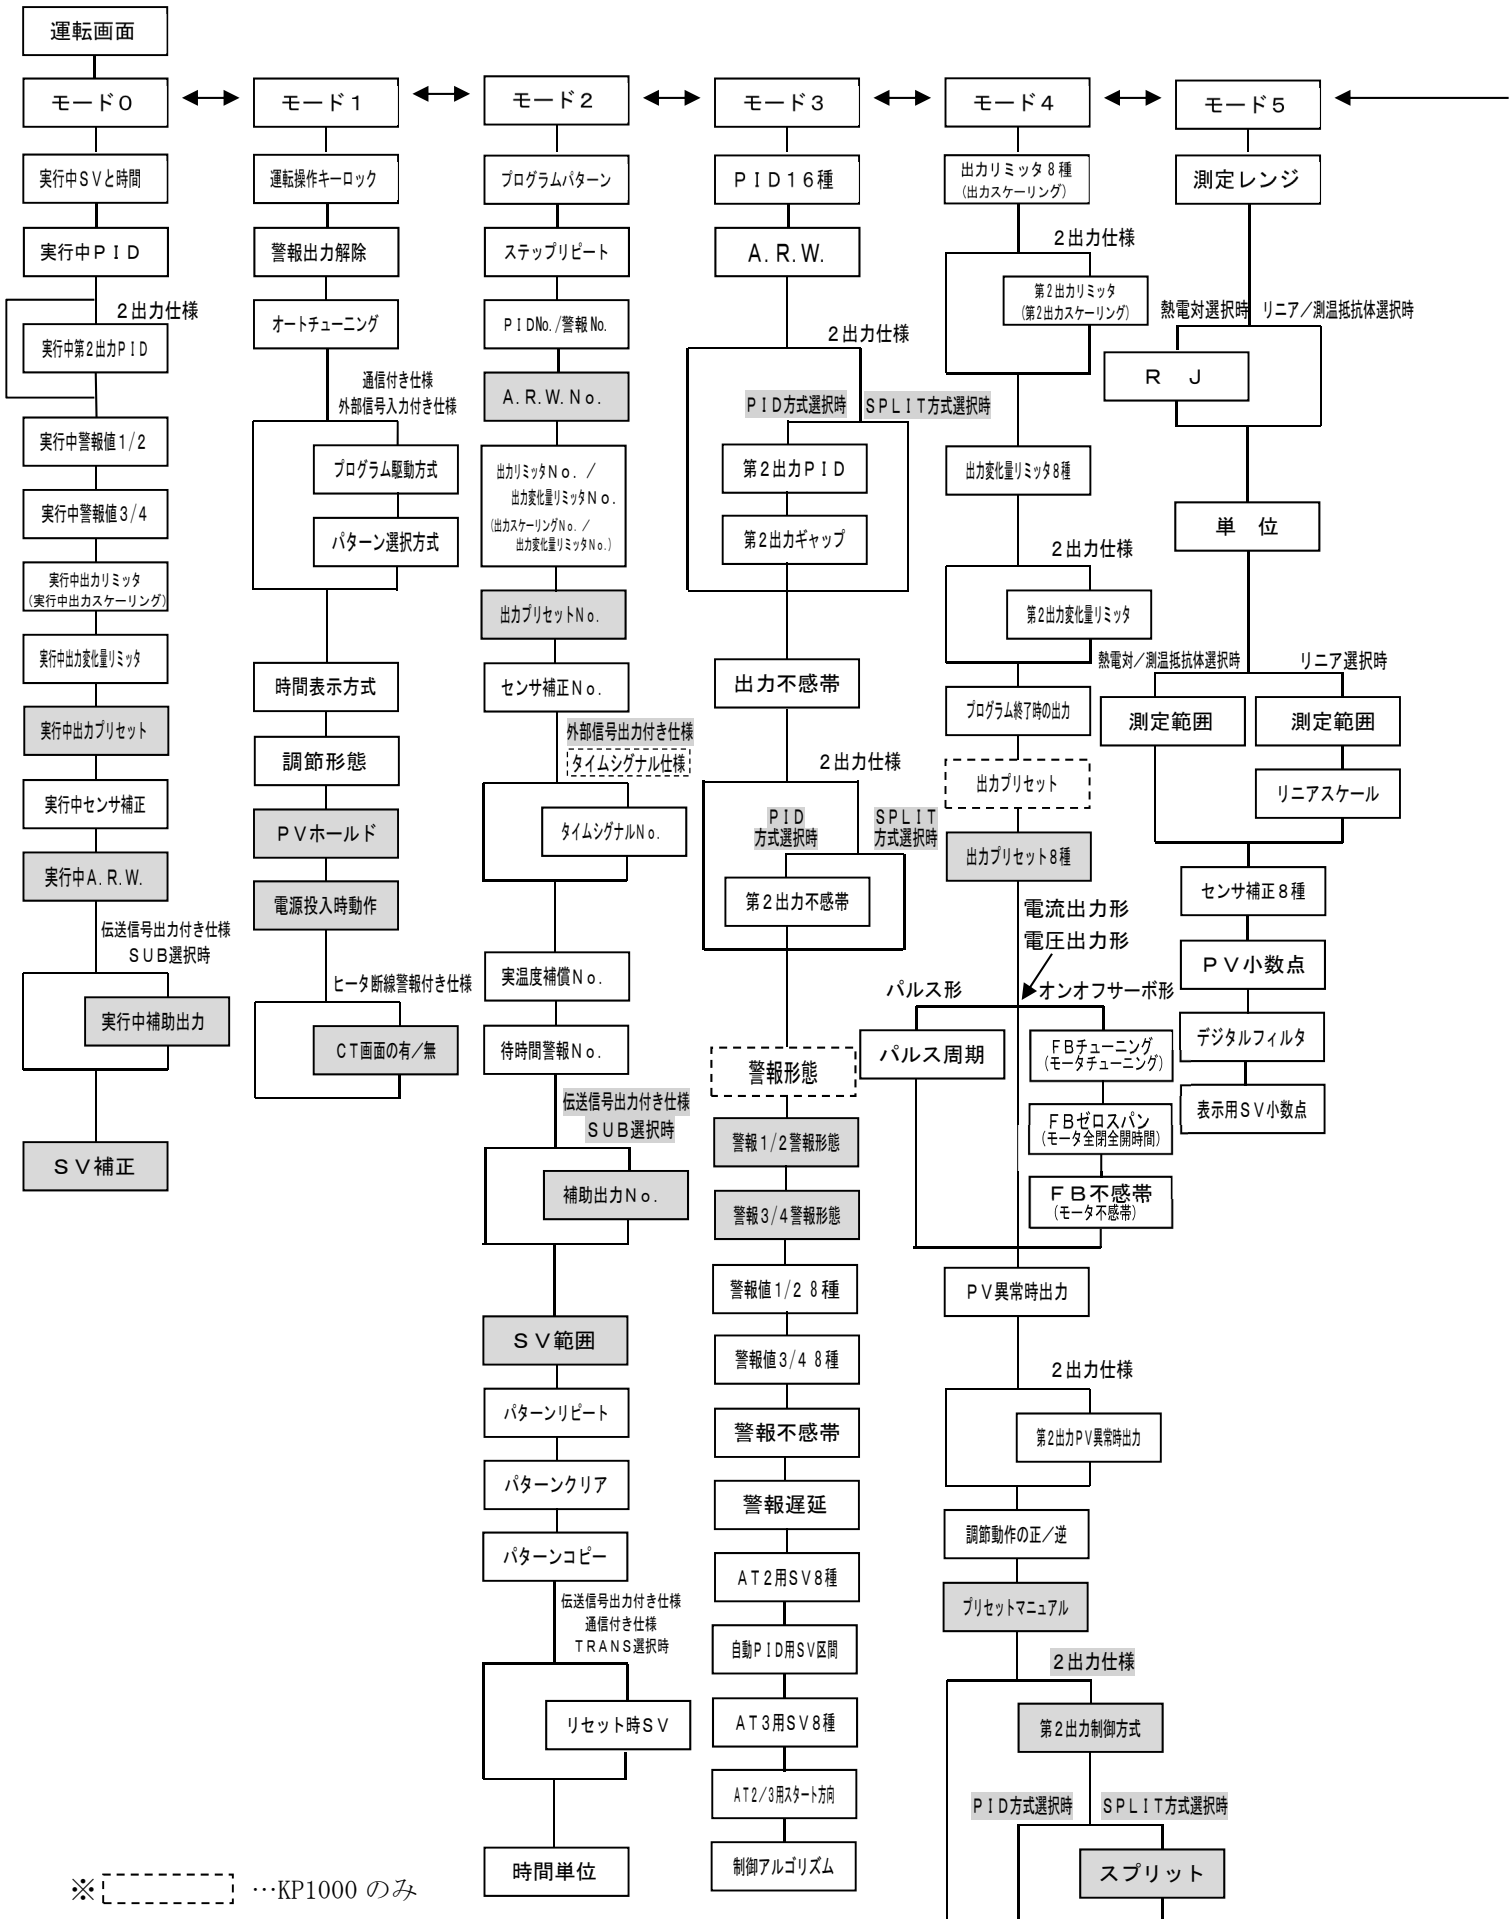 運転画面
モード0
実行中SVと時間
実行中PID
2出力仕様
実行中第2出力PID
実行中警報値1/2
実行中警報値3/4
実行中出力リミッタ
(実行中出力スケーリング)
実行中出力変化量リミッタ
実行中出力プリセット
実行中センサ補正
実行中A.R.W.
伝送信号出力付き仕様
SUB選択時
実行中補助出力
SV補正
モード1
運転操作キーロック
警報出力解除
オートチューニング
通信付き仕様
外部信号入力付き仕様
プログラム駆動方式
パターン選択方式
時間表示方式
調節形態
PVホールド
電源投入時動作
ヒータ断線警報付き仕様
CT画面の有/無
モード2
プログラムパターン
ステップリピート
PIDNo./警報No.
A.R.W.No.
出力リミッタNo./
出力変化量リミッタNo.
(出力スケーリングNo./
出力変化量リミッタNo.)
出力プリセットNo.
センサ補正No.
外部信号出力付き仕様
タイムシグナル仕様
タイムシグナルNo.
実温度補償No.
待時間警報No.
伝送信号出力付き仕様
SUB選択時
補助出力No.
SV範囲
パターンリピート
パターンクリア
パターンコピー
伝送信号出力付き仕様
通信付き仕様
TRANS選択時
リセット時SV
時間単位
モード3
PID16種
A.R.W.
2出力仕様
PID方式選択時
SPLIT方式選択時
第2出力PID
第2出力ギャップ
出力不感帯
2出力仕様
PID
方式選択時
SPLIT
方式選択時
第2出力不感帯
警報形態
警報1/2警報形態
警報3/4警報形態
警報値1/2 8種
警報値3/4 8種
警報不感帯
警報遅延
AT2用SV8種
自動PID用SV区間
AT3用SV8種
AT2/3用スタート方向
制御アルゴリズム
モード4
出力リミッタ8種
(出力スケーリング)
2出力仕様
第2出力リミッタ
(第2出力スケーリング)
出力変化量リミッタ8種
2出力仕様
第2出力変化量リミッタ
プログラム終了時の出力
出力プリセット
出力プリセット8種
電流出力形
電圧出力形
パルス形
オンオフサーボ形
パルス周期
FBチューニング
(モータチューニング)
FBゼロスパン
(モータ全閉全開時間)
FB不感帯
(モータ不感帯)
PV異常時出力
2出力仕様
第2出力PV異常時出力
調節動作の正/逆
プリセットマニュアル
2出力仕様
第2出力制御方式
PID方式選択時
SPLIT方式選択時
スプリット
モード5
測定レンジ
熱電対選択時
リニア/測温抵抗体選択時
R J
単 位
熱電対/測温抵抗体選択時
リニア選択時
測定範囲
測定範囲
リニアスケール
センサ補正8種
PV小数点
デジタルフィルタ
表示用SV小数点
※ …KP1000のみ